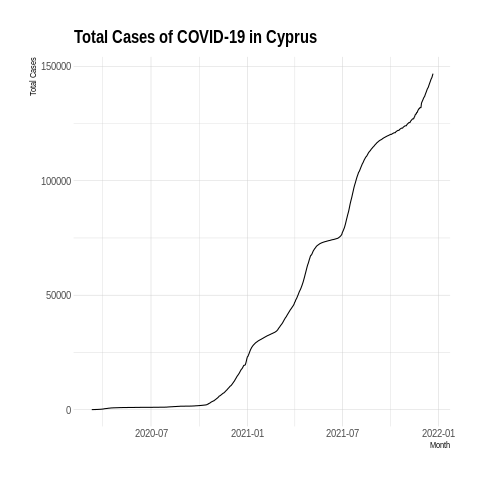 Total Cases of COVID-19 in Cyprus
Total Cases
150000
100000
50000
0
2020-07 2021-01 2021-07 2022-01
Month